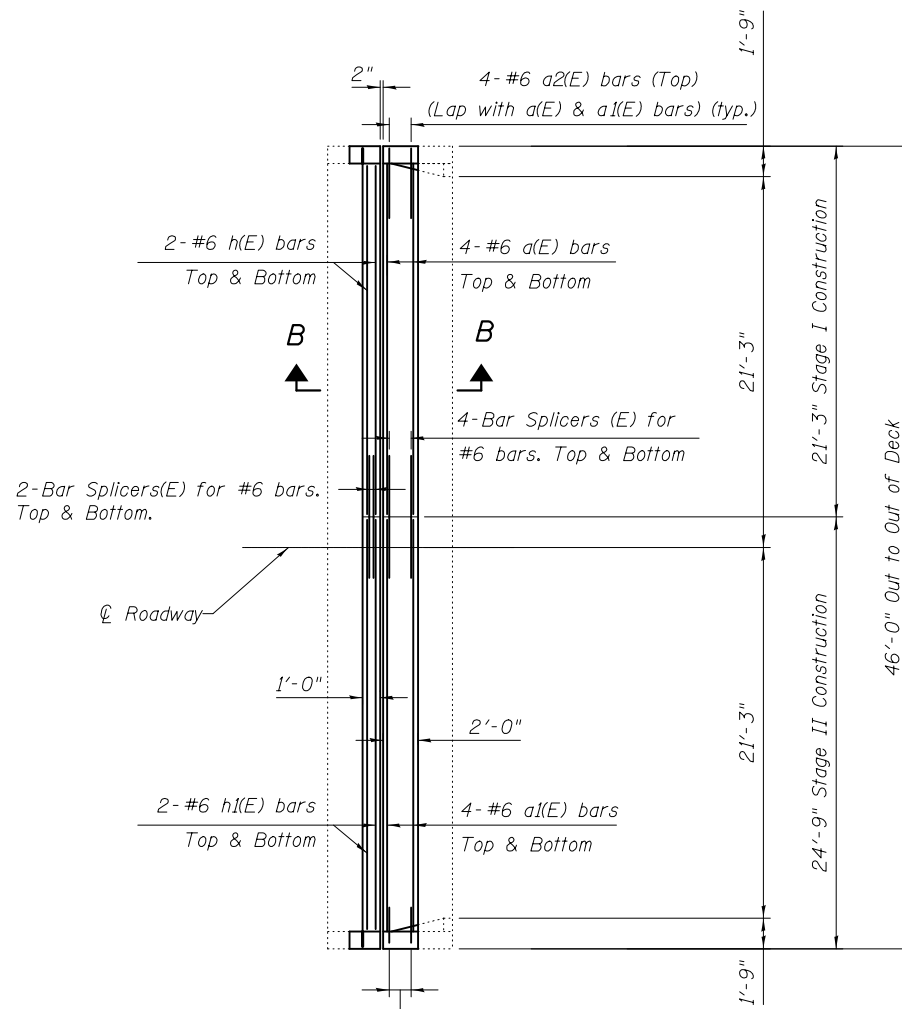 1'-9"
2"
4-#6 a2(E) bars (Top)
(Lap with a(E) & a1(E) bars) (typ.)
2-#6 h(E) bars
Top & Bottom
4-#6 a(E) bars
Top & Bottom
B
B
21'-3"
21'-3" Stage I Construction
4-Bar Splicers (E) for
#6 bars. Top & Bottom
2-Bar Splicers(E) for #6 bars.
Top & Bottom.
46'-0" Out to Out of Deck
℄ Roadway
1'-0"
2'-0"
21'-3"
24'-9" Stage II Construction
2-#6 h1(E) bars
Top & Bottom
4-#6 a1(E) bars
Top & Bottom
1'-9"